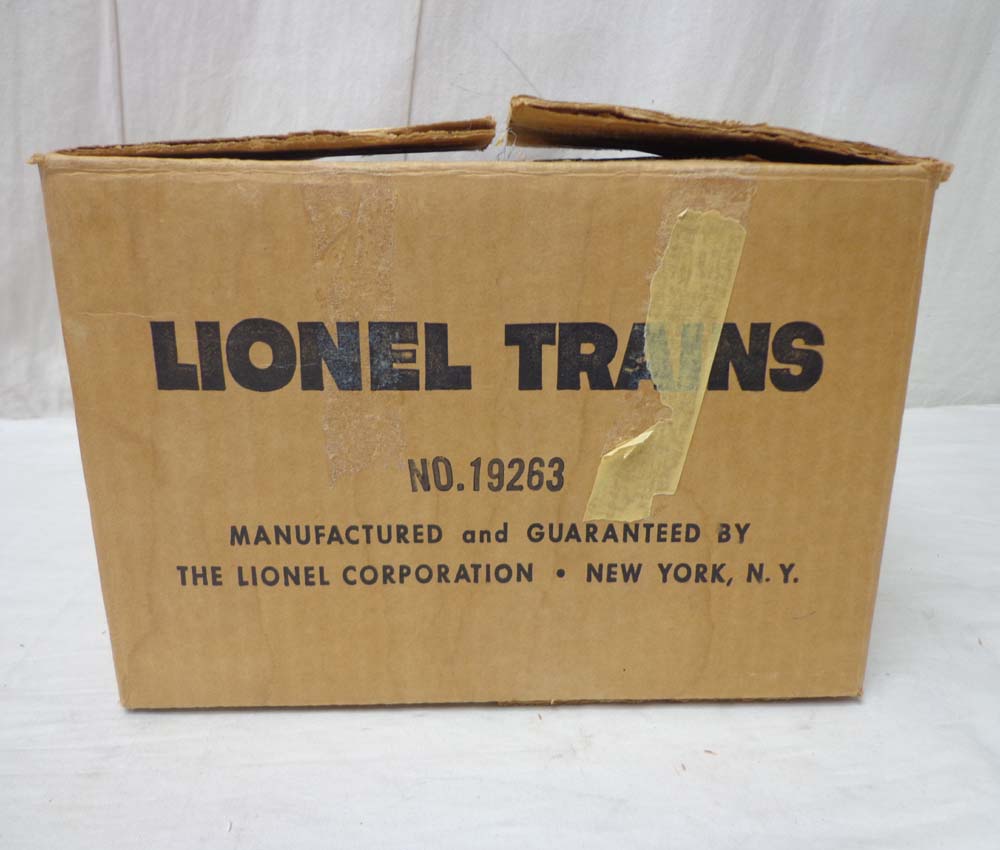 LIONEL TRAINS
NO. 19263
MANUFACTURED and GUARANTEED BY
THE LIONEL CORPORATION • NEW YORK, N. Y.